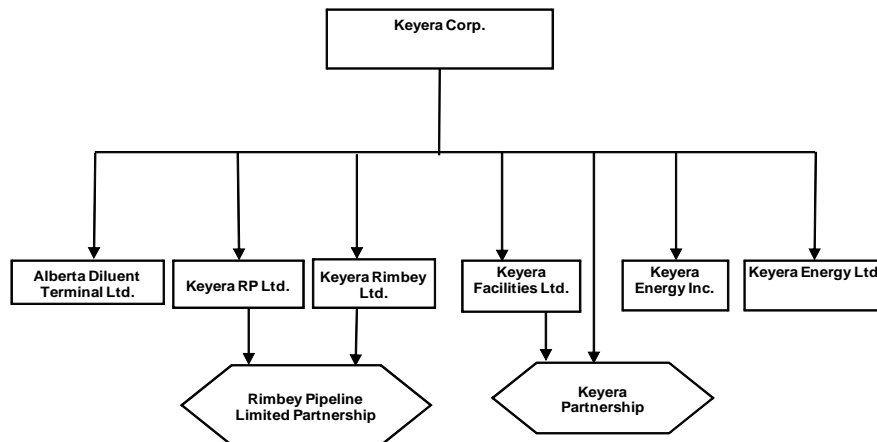 Keyera Corp.
Alberta Diluent
Terminal Ltd.
Keyera RP Ltd.
Keyera Rimbey
Ltd.
Keyera
Facilities Ltd.
Keyera
Energy Inc.
Keyera Energy Ltd
Rimbey Pipeline
Limited Partnership
Keyera
Partnership